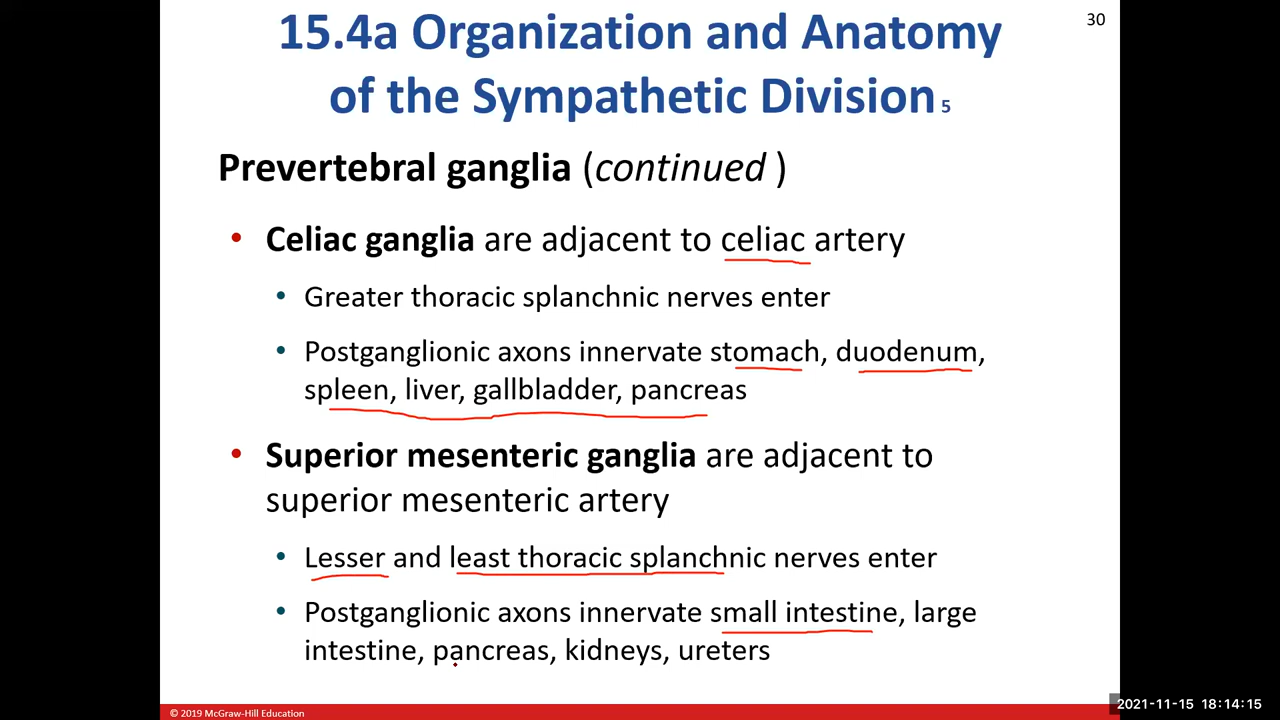 30
15.4a Organization and Anatomy
of the Sympathetic Division 5
Prevertebral ganglia (continued )
• Celiac ganglia are adjacent to celiac artery
• Greater thoracic splanchnic nerves enter
• Postganglionic axons innervate stomach, duodenum,
spleen, liver, gallbladder, pancreas
• Superior mesenteric ganglia are adjacent to
superior mesenteric artery
• Lesser and least thoracic splanchnic nerves enter
• Postganglionic axons innervate small intestine, large
intestine, pancreas, kidneys, ureters
© 2019 McGraw-Hill Education
2021-11-15 18:14:15